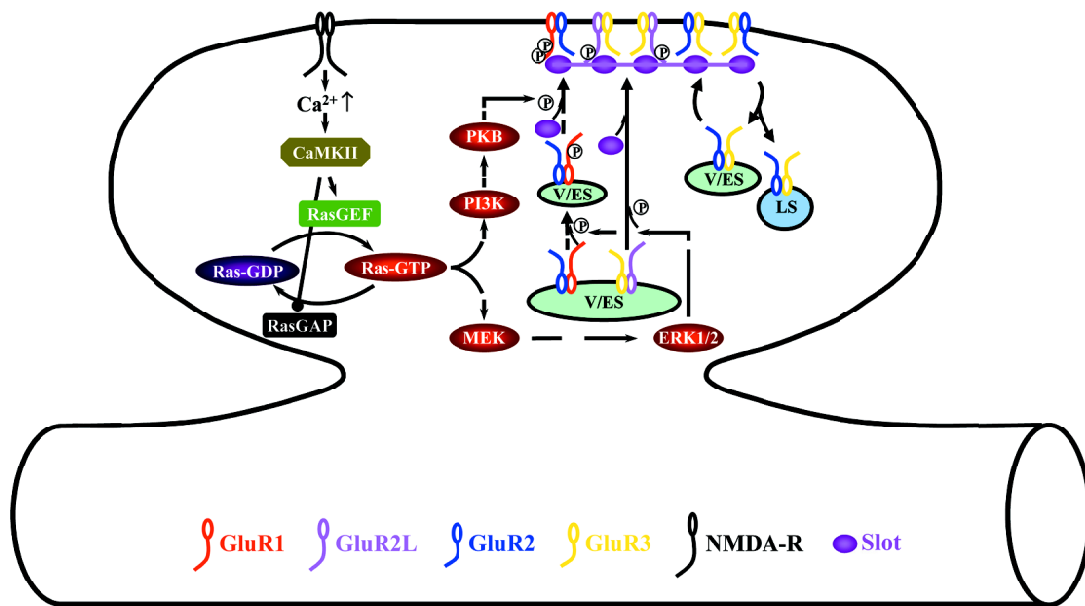 P
P
P
P
P
Ca²⁺↑
P
PKB
CaMKII
P
V/ES
V/ES
PI3K
LS
RasGEF
P
P
Ras-GDP
Ras-GTP
V/ES
RasGAP
MEK
ERK1/2
GluR1
GluR2L
GluR2
GluR3
NMDA-R
Slot